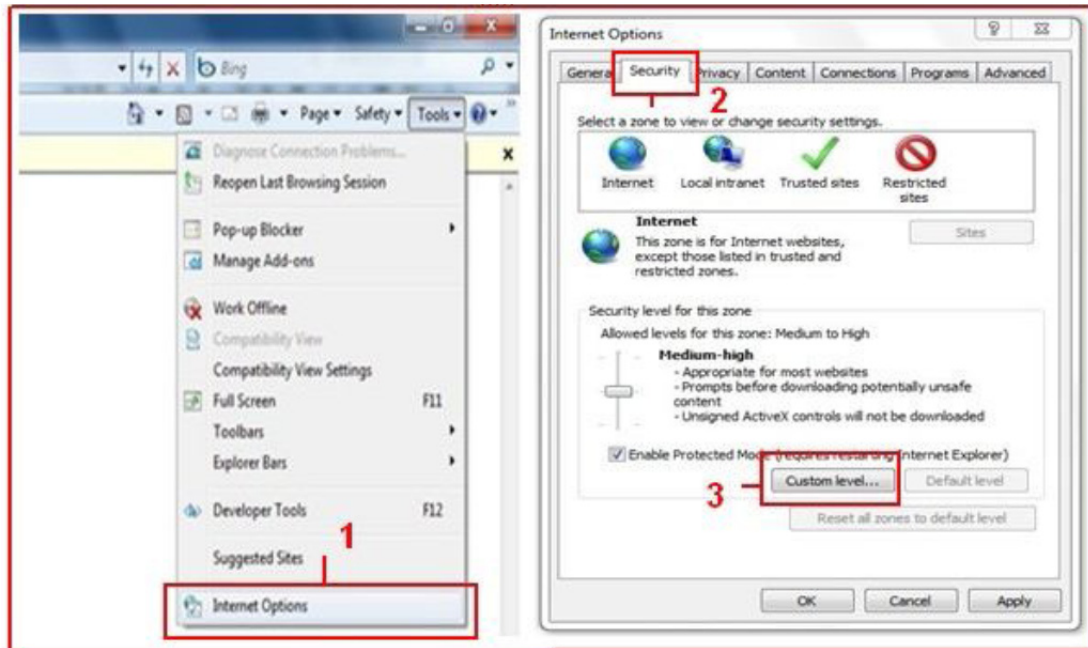 Bing
Page Safety Tools
Diagnose Connection Problems...
Reopen Last Browsing Session
Pop-up Blocker
Manage Add-ons
Work Offline
Compatibility View
Compatibility View Settings
Full Screen F11
Toolbars
Explorer Bars
Developer Tools F12
1
Suggested Sites
Internet Options
Internet Options
General Security Privacy Content Connections Programs Advanced
2
Select a zone to view or change security settings.
Internet Local intranet Trusted sites Restricted
sites
Internet
Sites
This zone is for Internet websites,
except those listed in trusted and
restricted zones.
Security level for this zone
Allowed levels for this zone: Medium to High
Medium-high
- Appropriate for most websites
- Prompts before downloading potentially unsafe
content
- Unsigned ActiveX controls will not be downloaded
Enable Protected Mode (requires restarting Internet Explorer)
3
Custom level... Default level
Reset all zones to default level
OK Cancel Apply